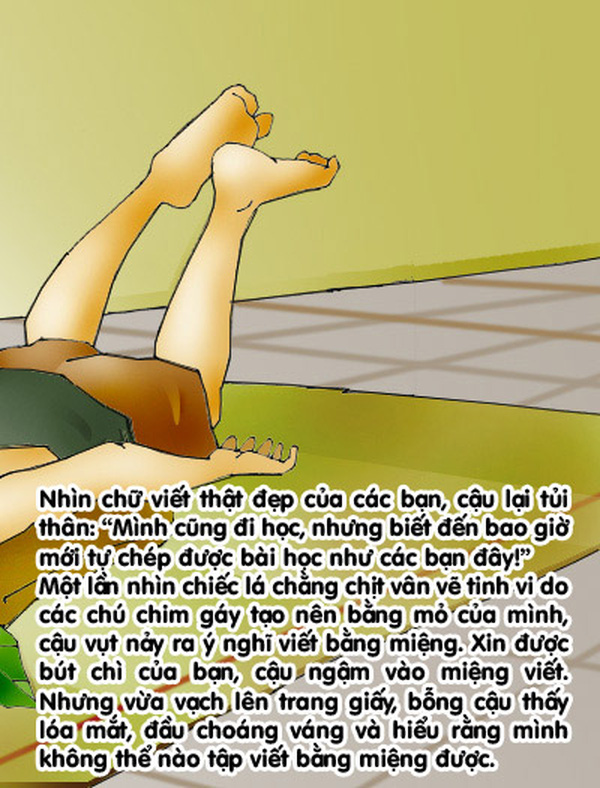 Nhìn chữ viết thật đẹp của các bạn, cậu lại tủi
thân: “Mình cũng đi học, nhưng biết đến bao giờ
mới tự chép được bài học như các bạn đây!”
Một lần nhìn chiếc lá chằng chịt vân vẽ tinh vi do
các chú chim gáy tạo nên bằng mỏ của mình,
cậu vụt nảy ra ý nghĩ viết bằng miệng. Xin được
bút chì của bạn, cậu ngậm vào miệng viết.
Nhưng vừa vạch lên trang giấy, bỗng cậu thấy
lóa mắt, đầu choáng váng và hiểu rằng mình
không thể nào tập viết bằng miệng được.